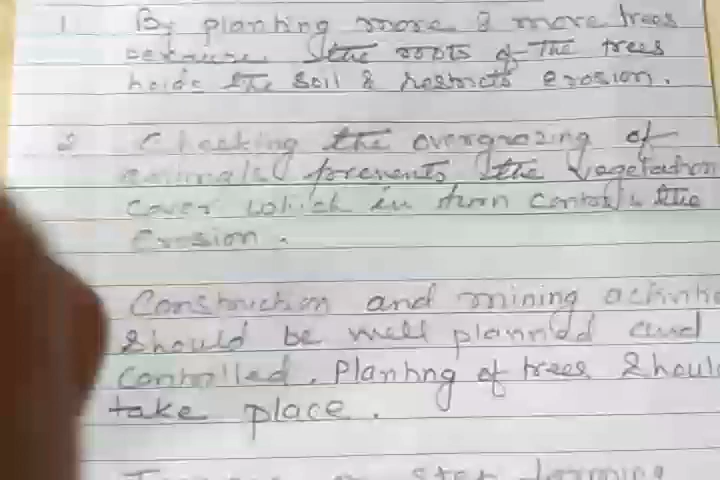 1 By planting more & more trees
because the roots of the trees
holds the soil & restricts erosion.
2 Checking the overgrazing of
animals prevents the vegetation
cover which in turn controls the
Erosion.
Construction and mining
should be well planned and
controlled. Planting of trees should
take place.
step farming